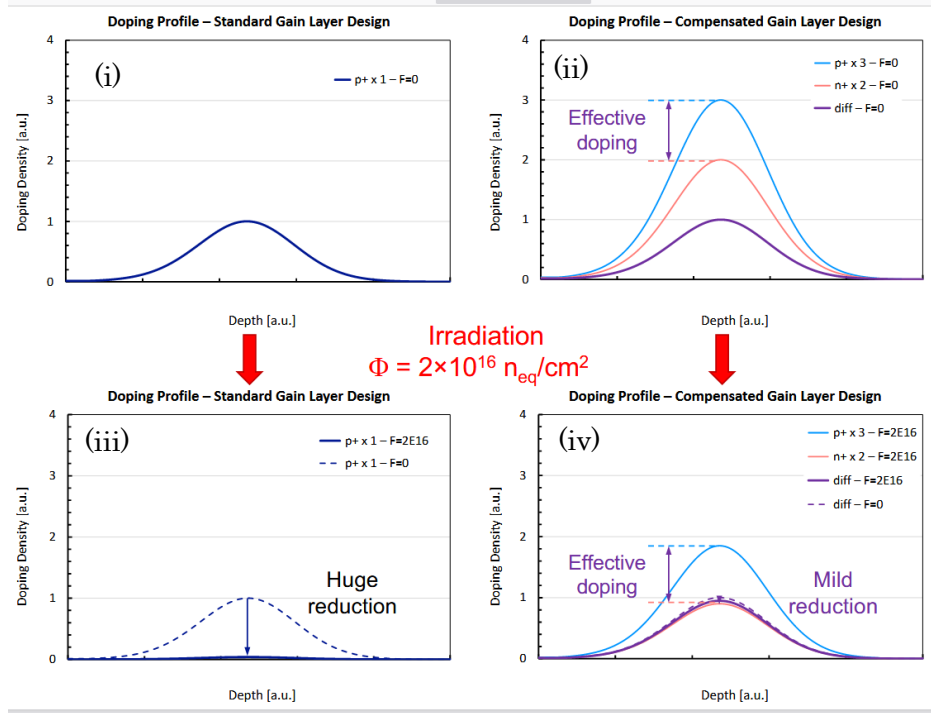 Doping Profile – Standard Gain Layer Design
Doping Density [a.u.]
4
3
2
1
0
(i)
p+ x 1 – F=0
Depth [a.u.]
Doping Profile – Compensated Gain Layer Design
Doping Density [a.u.]
4
3
2
1
0
(ii)
p+ x 3 – F=0
n+ x 2 – F=0
diff – F=0
Effective
doping
Depth [a.u.]
Irradiation
Φ = 2×10¹⁶ n_eq/cm²
Doping Profile – Standard Gain Layer Design
Doping Density [a.u.]
4
3
2
1
0
(iii)
p+ x 1 – F=2E16
p+ x 1 – F=0
Huge
reduction
Depth [a.u.]
Doping Profile – Compensated Gain Layer Design
Doping Density [a.u.]
4
3
2
1
0
(iv)
p+ x 3 – F=2E16
n+ x 2 – F=2E16
diff – F=2E16
diff – F=0
Effective
doping
Mild
reduction
Depth [a.u.]